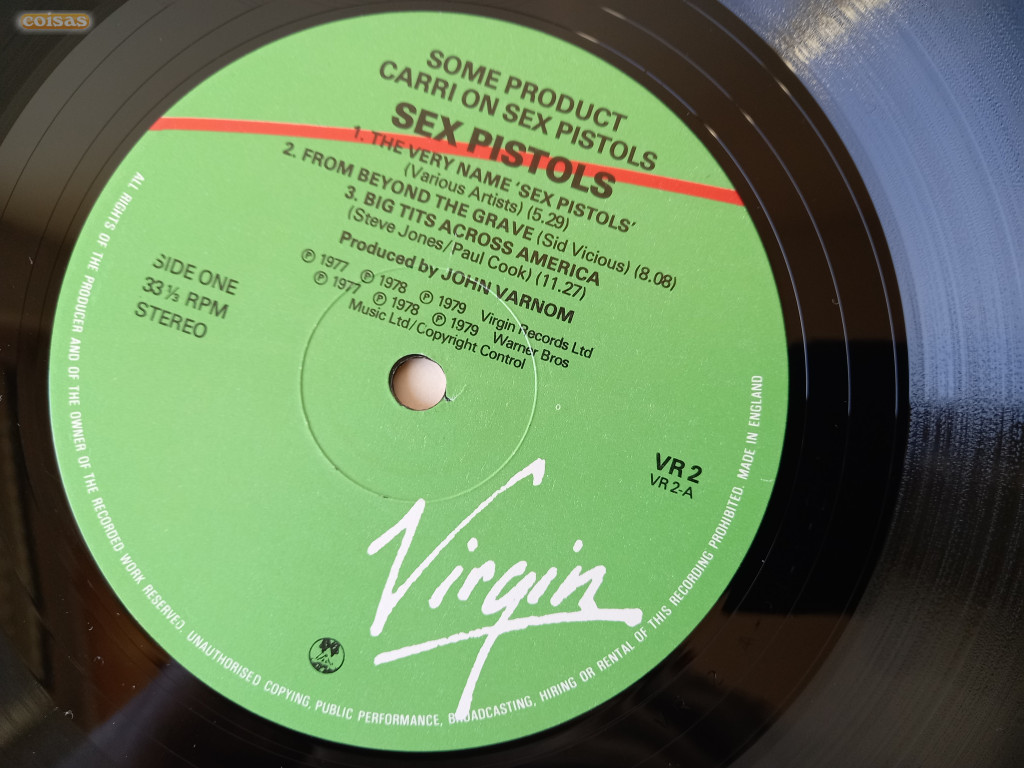 coisas
SOME PRODUCT
CARRI ON SEX PISTOLS
SEX PISTOLS
1. THE VERY NAME 'SEX PISTOLS'
(Various Artists) (5.29)
2. FROM BEYOND THE GRAVE (Sid Vicious) (8.08)
3. BIG TITS ACROSS AMERICA
(Steve Jones/Paul Cook) (11.27)
Produced by JOHN VARNOM
Ⓟ 1977 Ⓟ 1978 Ⓟ 1979 Virgin Records Ltd
Ⓟ 1977 Ⓟ 1978 Ⓟ 1979 Warner Bros
Music Ltd/Copyright Control
SIDE ONE
33⅓ RPM
STEREO
VR 2
VR 2-A
Virgin
ALL RIGHTS OF THE PRODUCER AND OF THE OWNER OF THE RECORDED WORK RESERVED. UNAUTHORISED COPYING, PUBLIC PERFORMANCE, BROADCASTING, HIRING OR RENTAL OF THIS RECORDING PROHIBITED. MADE IN ENGLAND